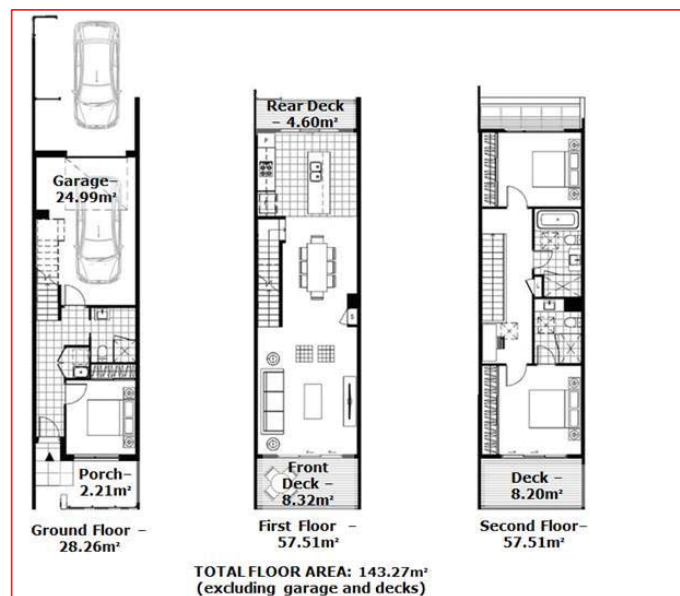 Garage–
24.99m²
Porch–
2.21m²
Ground Floor –
28.26m²
Rear Deck
– 4.60m²
P
Front
Deck –
8.32m²
First Floor –
57.51m²
Deck –
8.20m²
Second Floor–
57.51m²
TOTAL FLOOR AREA: 143.27m²
(excluding garage and decks)